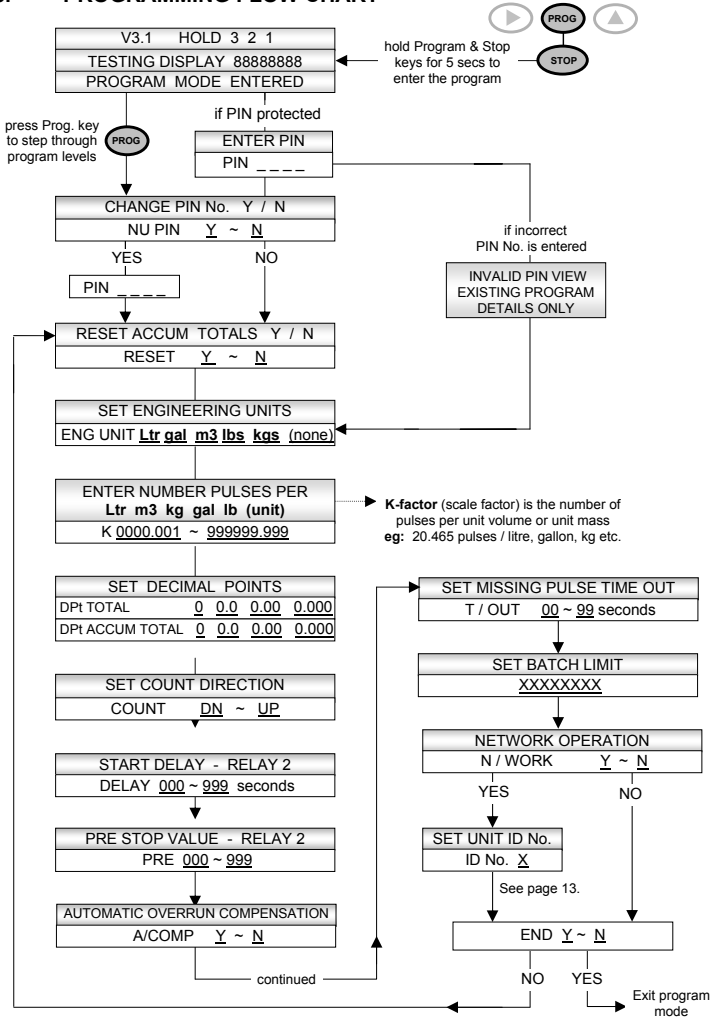 PROGRAMMING FLOW CHART
PROG
STOP
hold Program & Stop
keys for 5 secs to
enter the program
V3.1 HOLD 3 2 1
TESTING DISPLAY 88888888
PROGRAM MODE ENTERED
if PIN protected
press Prog. key
to step through
program levels
PROG
ENTER PIN
PIN _ _ _ _
CHANGE PIN No. Y / N
NU PIN Y ~ N
YES
NO
PIN _ _ _ _
if incorrect
PIN No. is entered
INVALID PIN VIEW
EXISTING PROGRAM
DETAILS ONLY
RESET ACCUM TOTALS Y / N
RESET Y ~ N
SET ENGINEERING UNITS
ENG UNIT Ltr gal m3 lbs kgs (none)
ENTER NUMBER PULSES PER
Ltr m3 kg gal lb (unit)
K 0000.001 ~ 999999.999
K-factor (scale factor) is the number of
pulses per unit volume or unit mass
eg: 20.465 pulses / litre, gallon, kg etc.
SET DECIMAL POINTS
DPt TOTAL 0 0.0 0.00 0.000
DPt ACCUM TOTAL 0 0.0 0.00 0.000
SET COUNT DIRECTION
COUNT DN ~ UP
START DELAY - RELAY 2
DELAY 000 ~ 999 seconds
PRE STOP VALUE - RELAY 2
PRE 000 ~ 999
AUTOMATIC OVERRUN COMPENSATION
A/COMP Y ~ N
continued
SET MISSING PULSE TIME OUT
T / OUT 00 ~ 99 seconds
SET BATCH LIMIT
XXXXXXXX
NETWORK OPERATION
N / WORK Y ~ N
YES
NO
SET UNIT ID No.
ID No. X
See page 13.
END Y ~ N
NO
YES
Exit program
mode